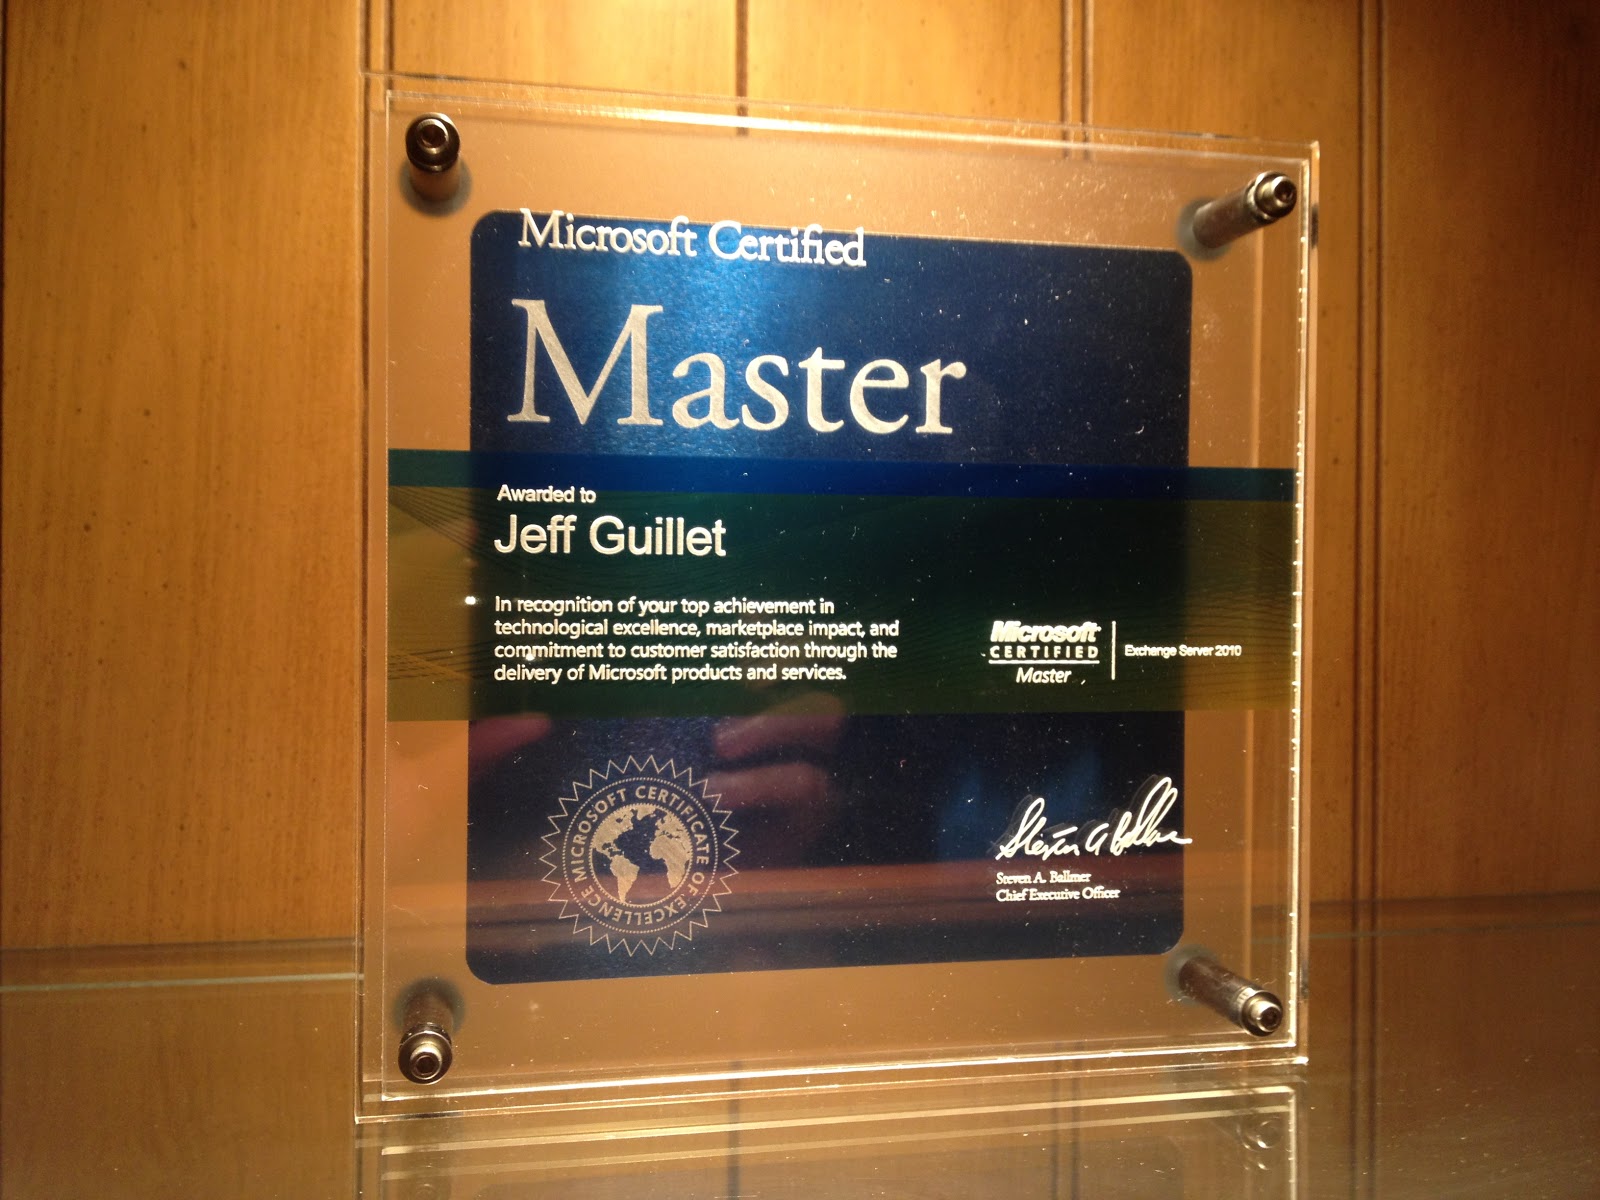 Microsoft Certified
Master
Awarded to
Jeff Guillet
In recognition of your top achievement in
technological excellence, marketplace impact, and
commitment to customer satisfaction through the
delivery of Microsoft products and services.
Microsoft
CERTIFIED
Master
Exchange Server 2010
MICROSOFT CERTIFICATE OF EXCELLENCE
Steven A Ballmer
Steven A. Ballmer
Chief Executive Officer